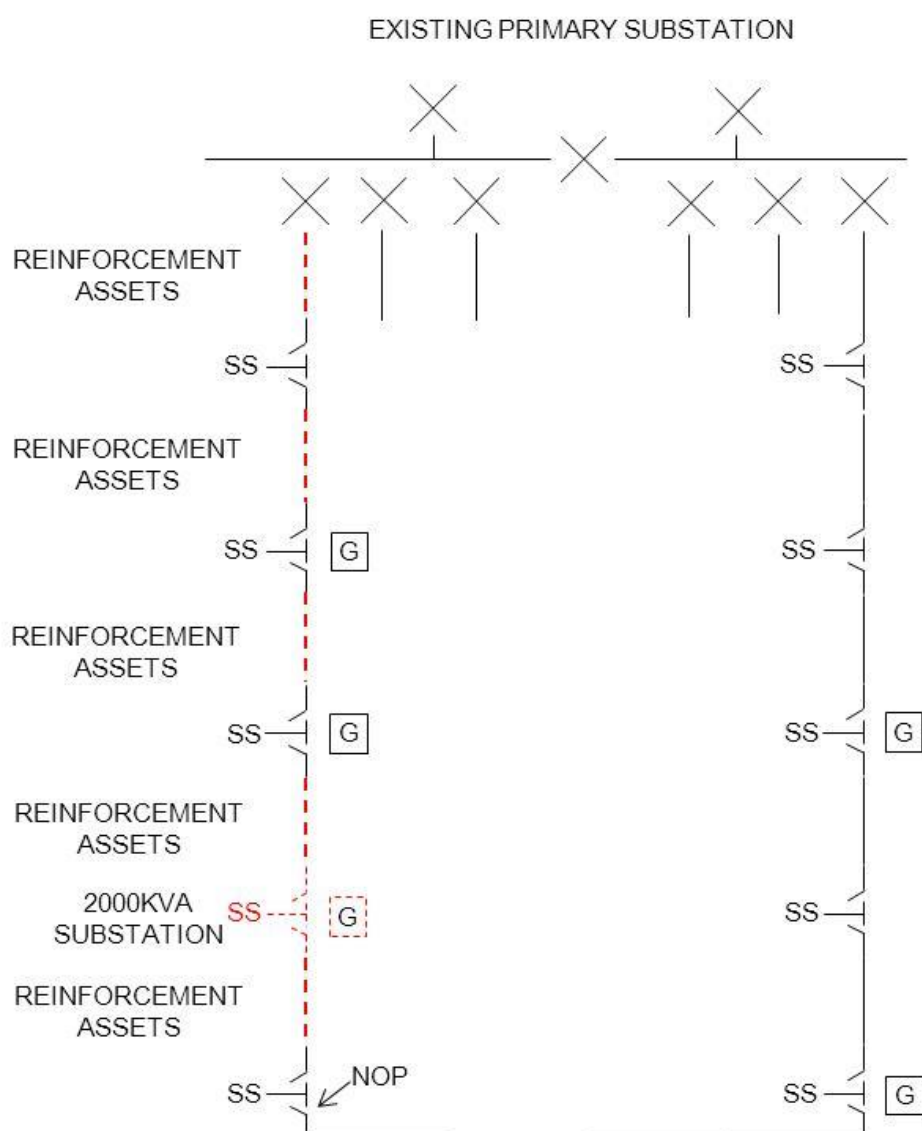 EXISTING PRIMARY SUBSTATION
REINFORCEMENT
ASSETS
SS
SS
REINFORCEMENT
ASSETS
SS
G
SS
REINFORCEMENT
ASSETS
SS
G
SS
G
REINFORCEMENT
ASSETS
2000KVA
SUBSTATION
SS
G
SS
REINFORCEMENT
ASSETS
NOP
SS
SS
G